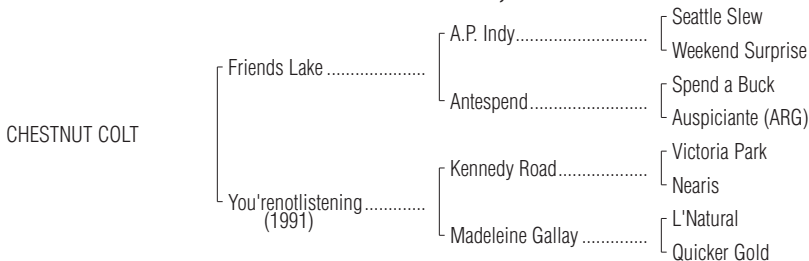 Seattle Slew
A.P. Indy..............................
Weekend Surprise
Friends Lake .....................
Spend a Buck
Antespend...........................
Auspiciante (ARG)
CHESTNUT COLT
Victoria Park
Kennedy Road....................
Nearis
You'renotlistening.............
(1991)
L'Natural
Madeleine Gallay ...............
Quicker Gold